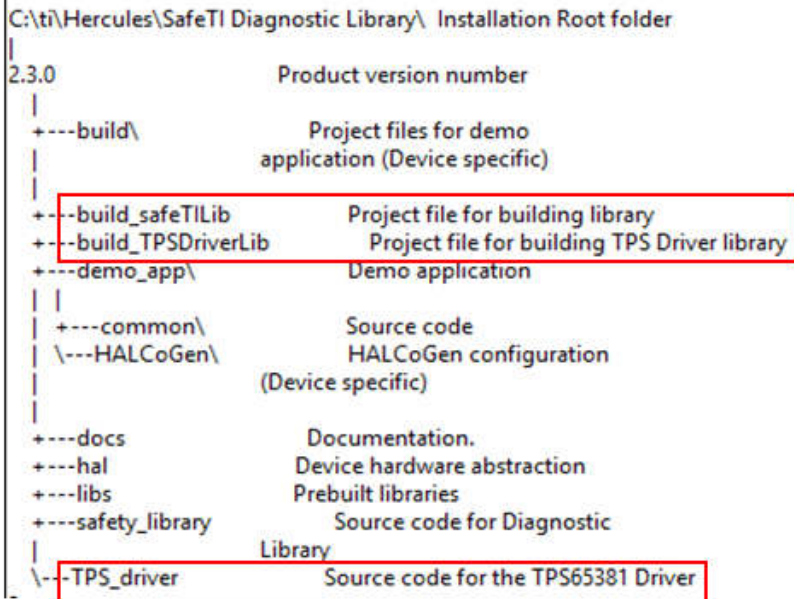 C:\ti\Hercules\SafeTI Diagnostic Library\  Installation Root folder
|
2.3.0                    Product version number
  |
  +---build\                 Project files for demo
  |                    application (Device specific)
  |
  +---build_safeTILib            Project file for building library
  +---build_TPSDriverLib           Project file for building TPS Driver library
  +---demo_app\              Demo application
  | |
  | +---common\              Source code
  | \---HALCoGen\            HALCoGen configuration
  |                    (Device specific)
  |
  +---docs                 Documentation.
  +---hal                 Device hardware abstraction
  +---libs                Prebuilt libraries
  +---safety_library            Source code for Diagnostic
  |                    Library
  \---TPS_driver              Source code for the TPS65381 Driver